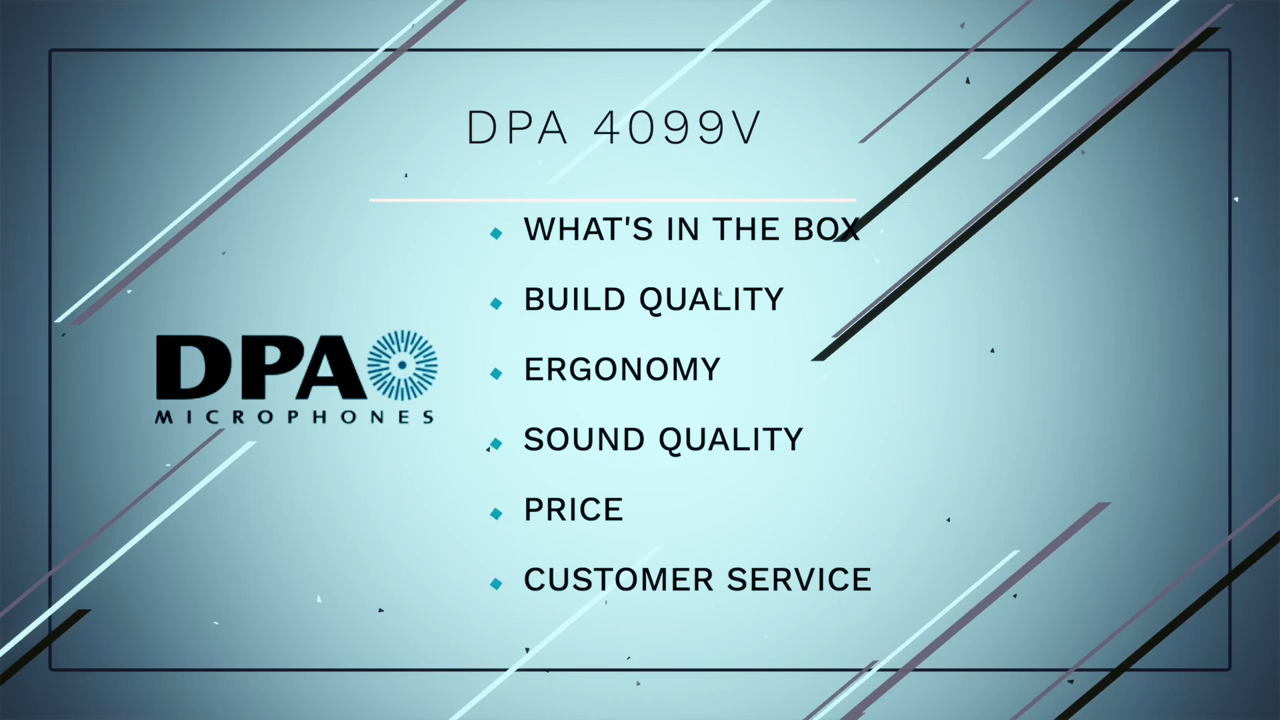 DPA 4099V
WHAT'S IN THE BOX
BUILD QUALITY
ERGONOMY
SOUND QUALITY
PRICE
CUSTOMER SERVICE
DPA
MICROPHONES